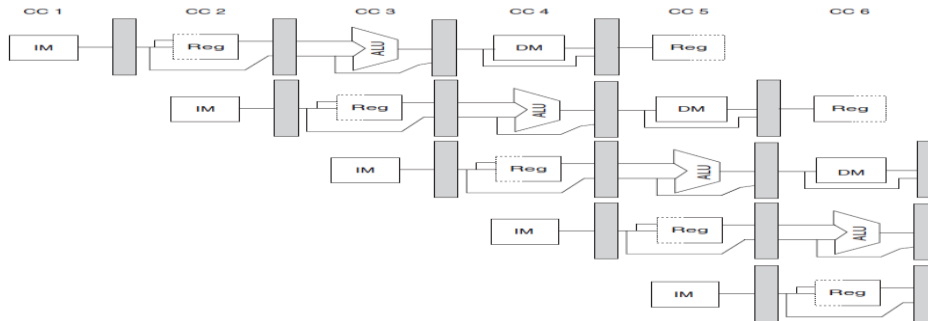 CC 1 CC 2 CC 3 CC 4 CC 5 CC 6
IM Reg ALU DM Reg
IM Reg ALU DM Reg
IM Reg ALU DM
IM Reg ALU
IM Reg